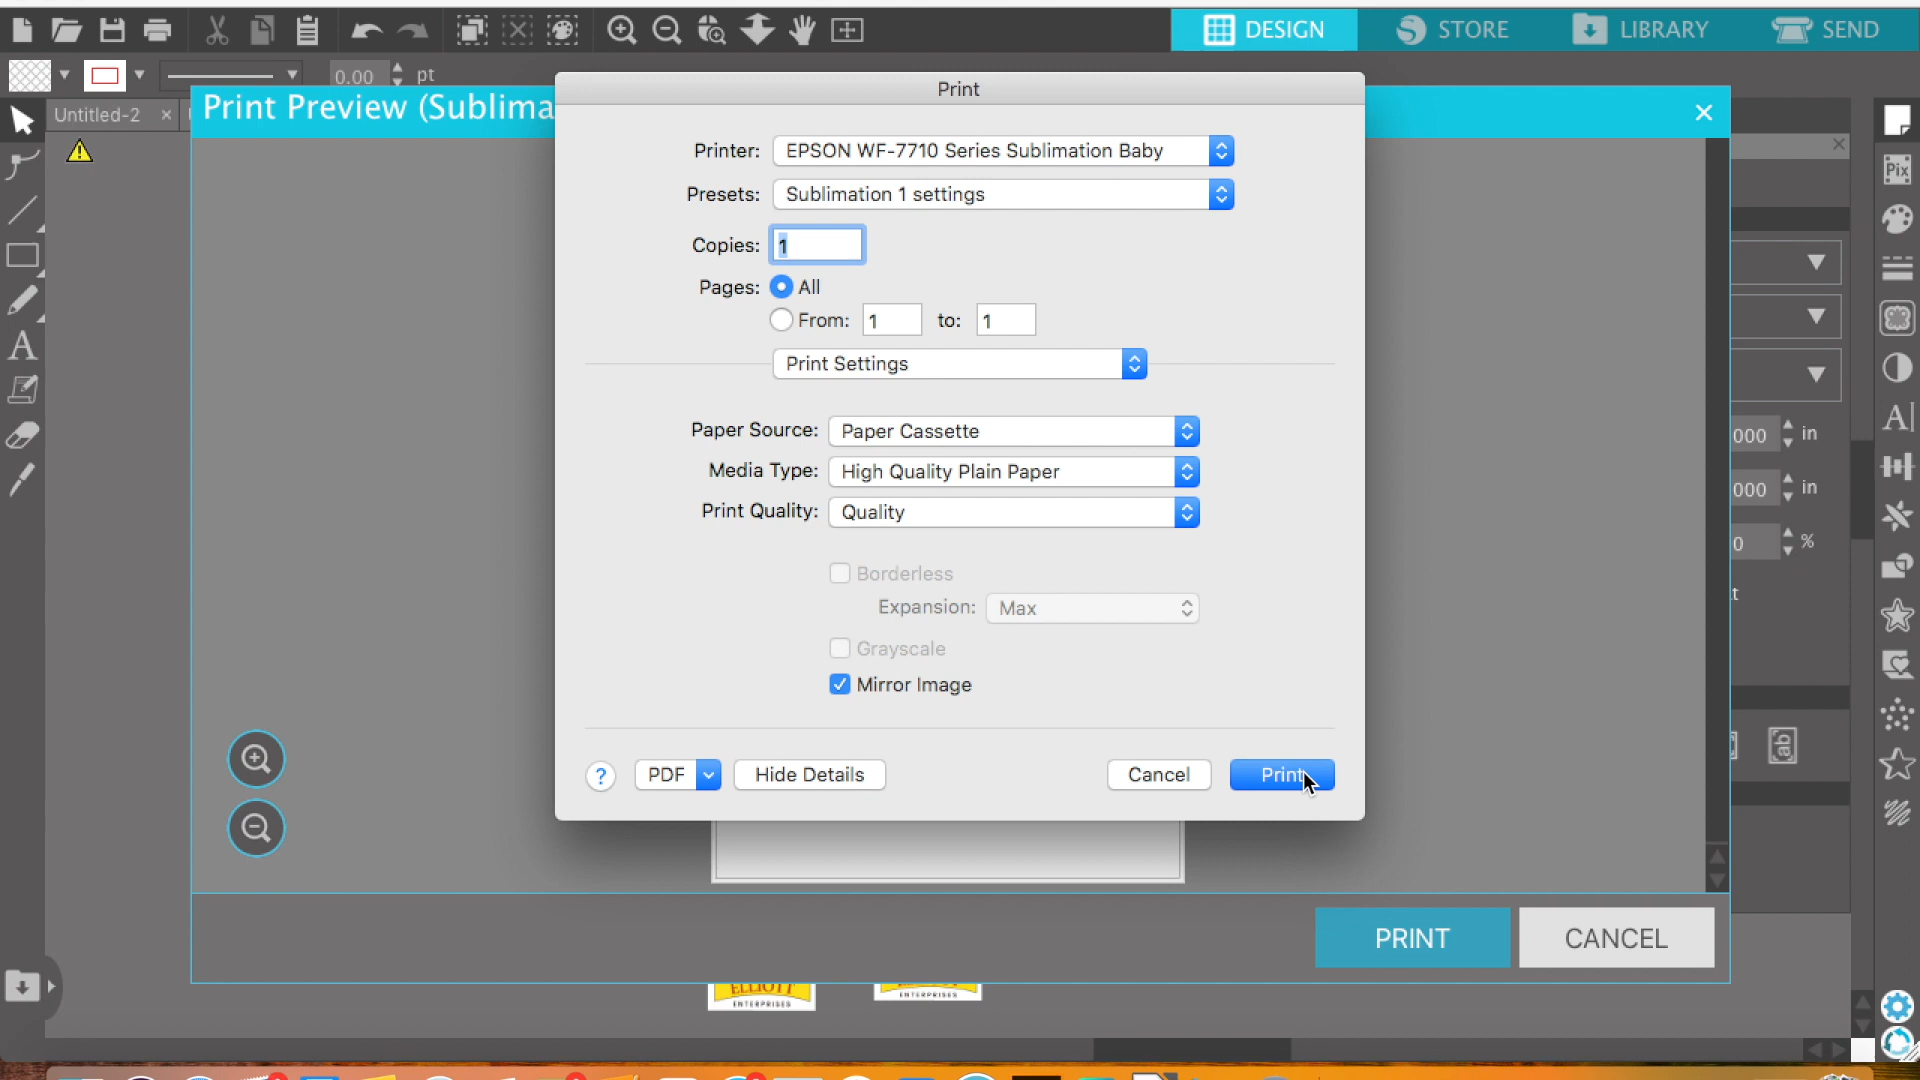 DESIGN
STORE
LIBRARY
SEND
0.00 pt
Untitled-2
Print Preview (Sublima
Print
Printer: EPSON WF-7710 Series Sublimation Baby
Presets: Sublimation 1 settings
Copies: 1
Pages: All
From: 1 to: 1
Print Settings
Paper Source: Paper Cassette
Media Type: High Quality Plain Paper
Print Quality: Quality
Borderless
Expansion: Max
Grayscale
Mirror Image
? PDF Hide Details Cancel Print
Pix
000 in
000 in
0 %
t
PRINT CANCEL
ELLIOTT
ENTERPRISES
ENTERPRISES